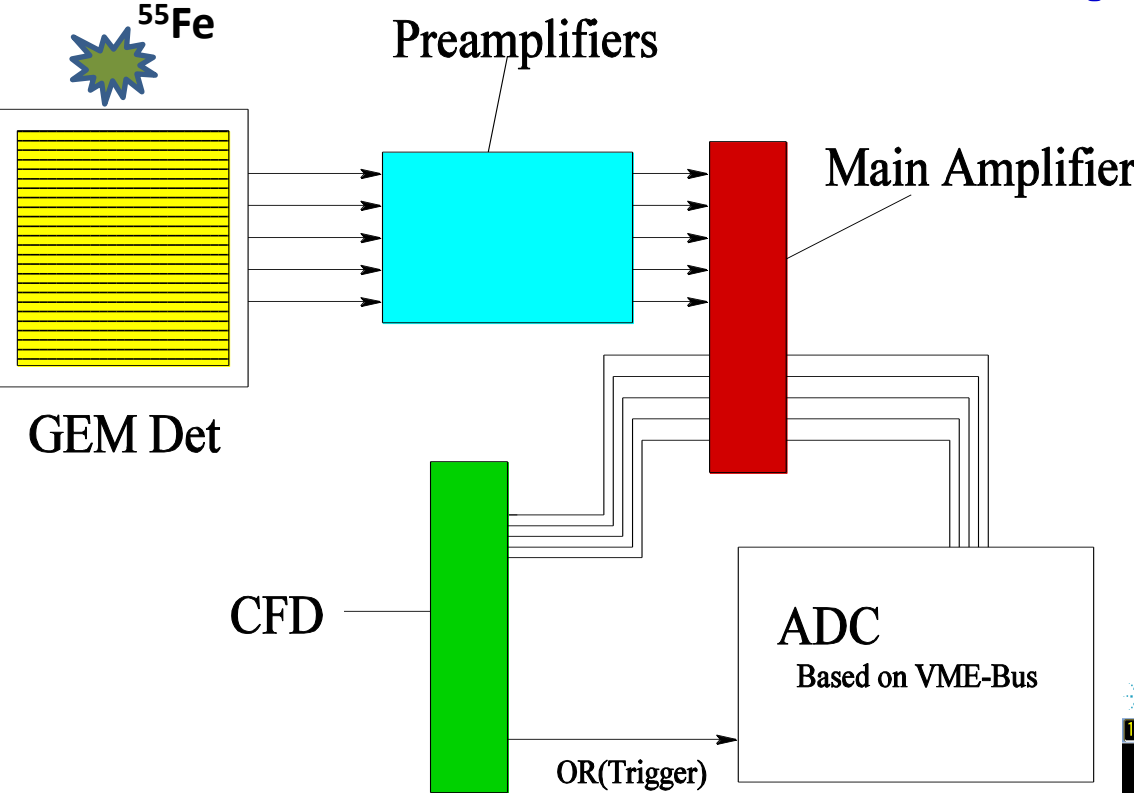 ⁵⁵Fe
Preamplifiers
Main Amplifier
GEM Det
CFD
ADC
Based on VME-Bus
OR(Trigger)